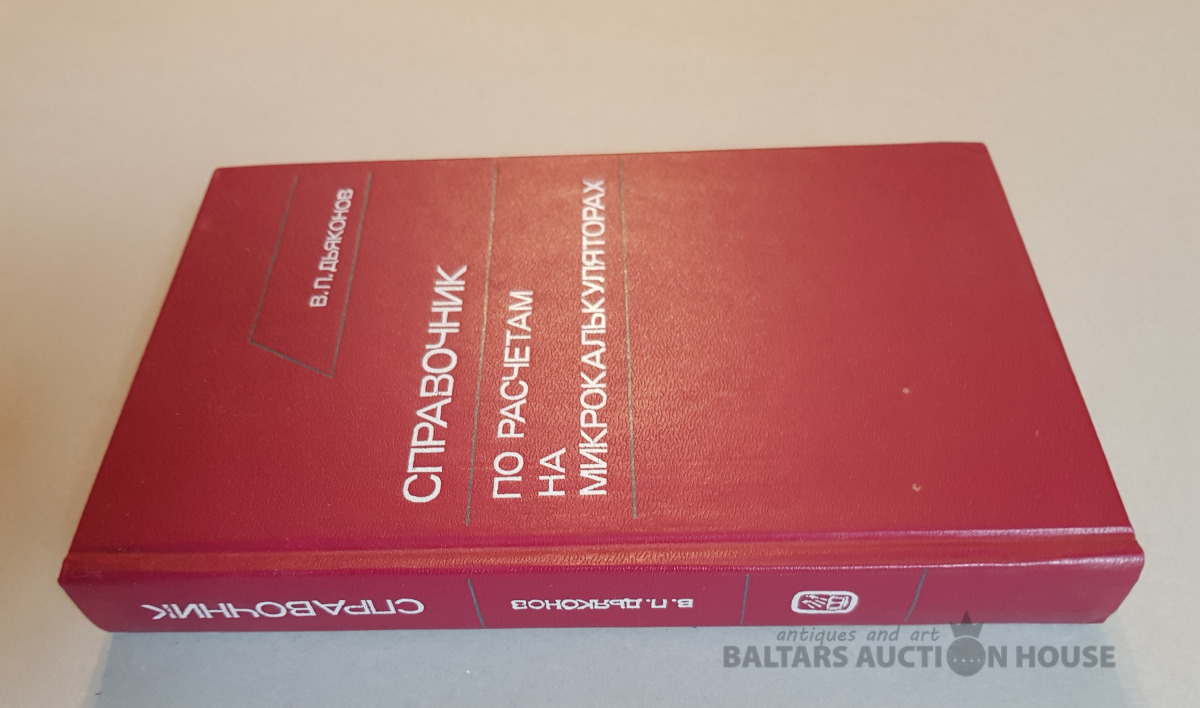 В.П.ДЬЯКОНОВ
СПРАВОЧНИК
ПО РАСЧЕТАМ
НА
МИКРОКАЛЬКУЛЯТОРАХ
СПРАВОЧНИК
В.П.ДЬЯКОНОВ
antiques and art
BALTARS AUCTION HOUSE